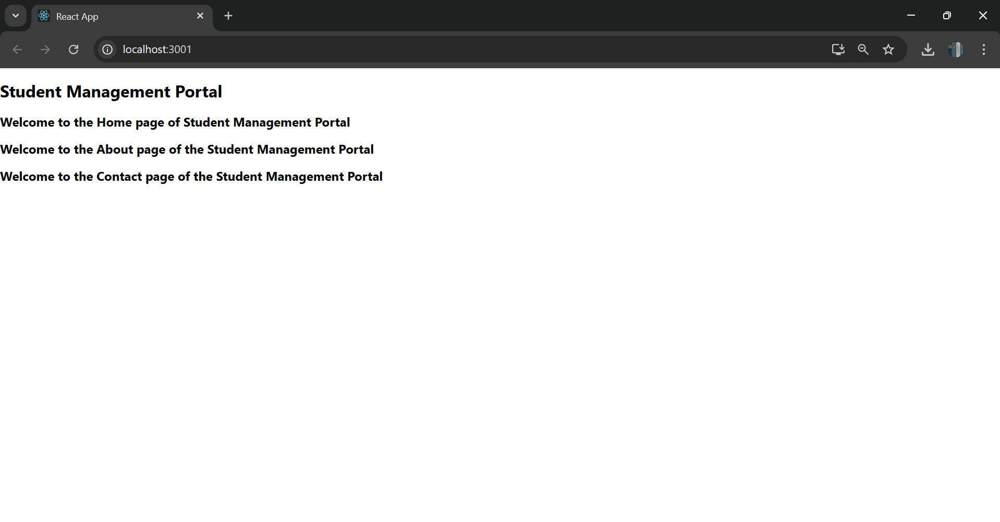 React App
localhost:3001
Student Management Portal
Welcome to the Home page of Student Management Portal
Welcome to the About page of the Student Management Portal
Welcome to the Contact page of the Student Management Portal